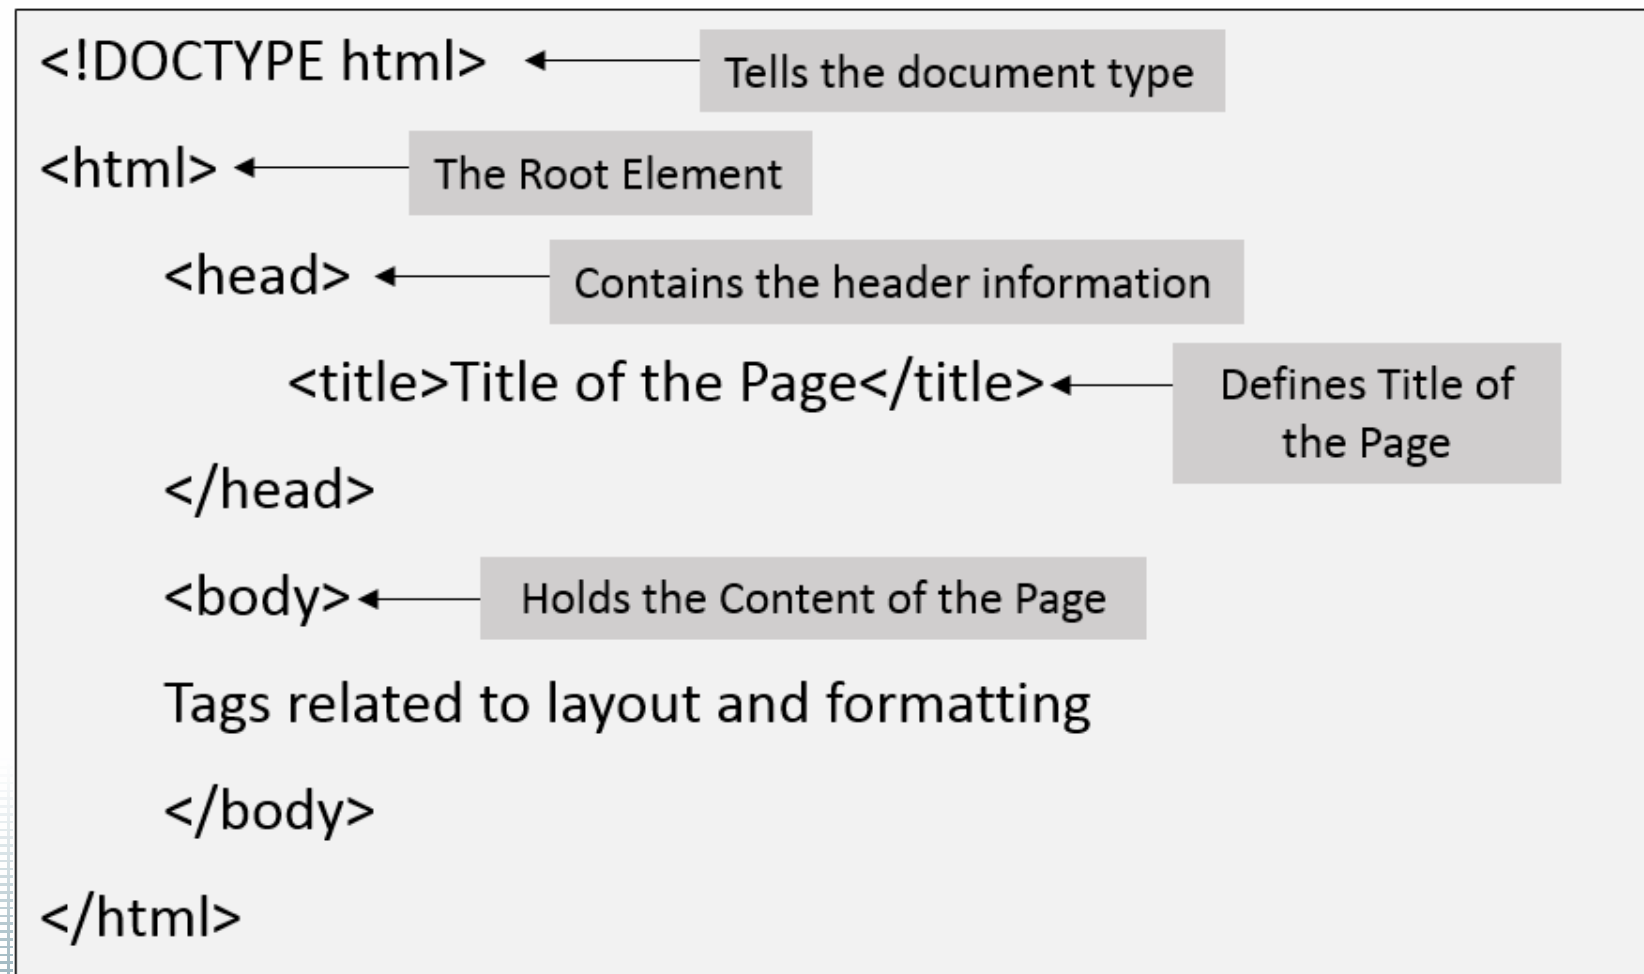 <!DOCTYPE html>
Tells the document type
<html>
The Root Element
<head>
Contains the header information
<title>Title of the Page</title>
Defines Title of
the Page
</head>
<body>
Holds the Content of the Page
Tags related to layout and formatting
</body>
</html>